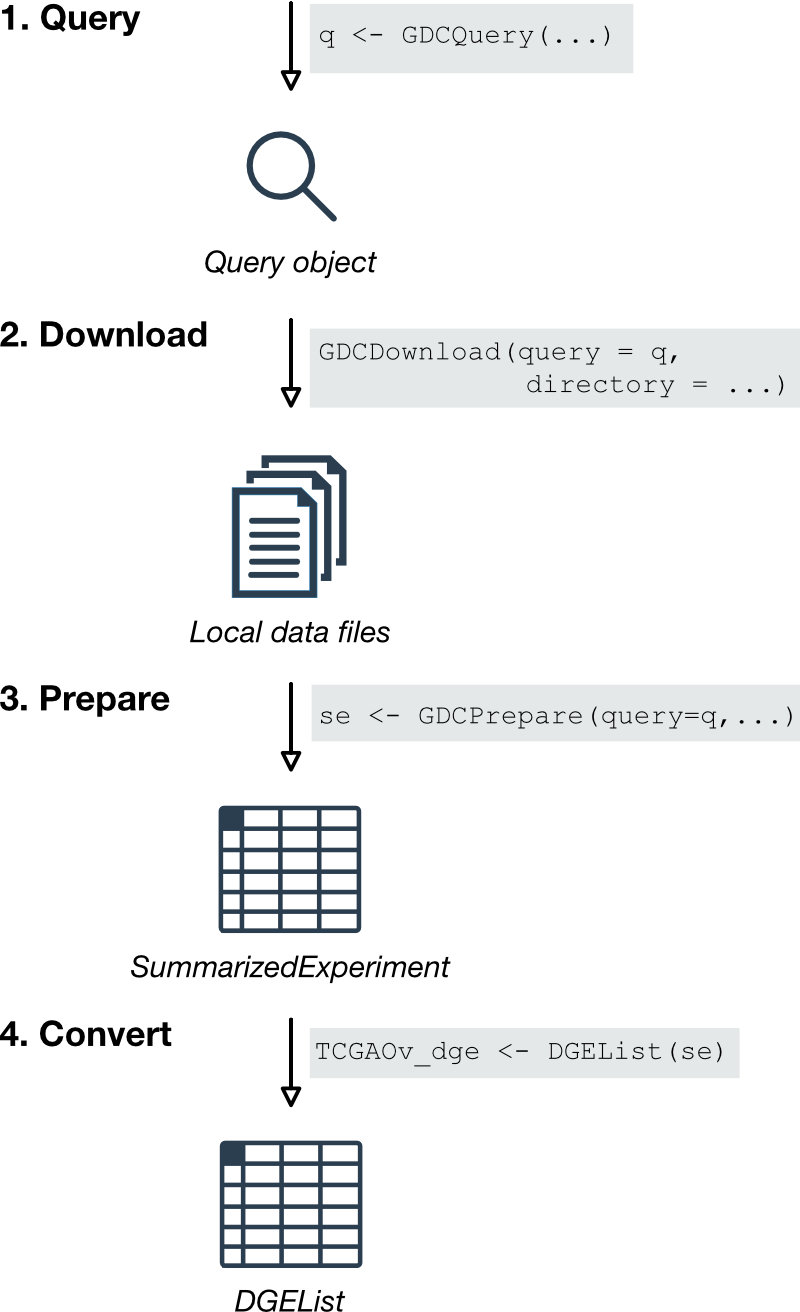 1. Query
q <- GDCQuery(...)
Query object
2. Download
GDCDownload(query = q,
directory = ...)
Local data files
3. Prepare
se <- GDCPrepare(query=q,...)
SummarizedExperiment
4. Convert
TCGAOv_dge <- DGEList(se)
DGEList